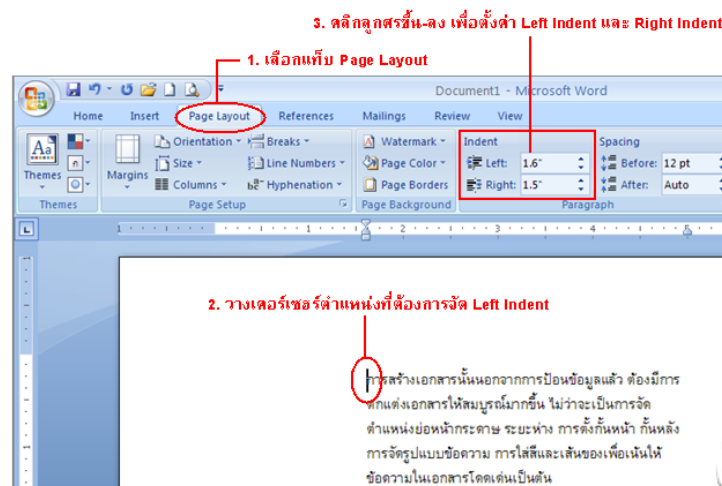 3. คลิกลูกศรขึ้น-ลง เพื่อตั้งค่า Left Indent และ Right Indent
1. เลือกแท็บ Page Layout
Document1 - Microsoft Word
Home Insert Page Layout References Mailings Review View
Orientation Breaks Watermark Indent Spacing
Aa Themes Margins Size Line Numbers Page Color Left: 1.6" Before: 12 pt
Columns Hyphenation Page Borders Right: 1.5" After: Auto
Themes Page Setup Page Background Paragraph
L 1 1 2 3 4 5
2. วางเคอร์เซอร์ตำแหน่งที่ต้องการจัด Left Indent
การสร้างเอกสารนั้นนอกจากการป้อนข้อมูลแล้ว ต้องมีการ
ตกแต่งเอกสารให้สมบูรณ์มากขึ้น ไม่ว่าจะเป็นการจัด
ตำแหน่งย่อหน้ากระดาษ ระยะห่าง การตั้งกั้นหน้า กั้นหลัง
การจัดรูปแบบข้อความ การใส่สีและเส้นของเพื่อเน้นให้
ข้อความในเอกสารโดดเด่นเป็นต้น